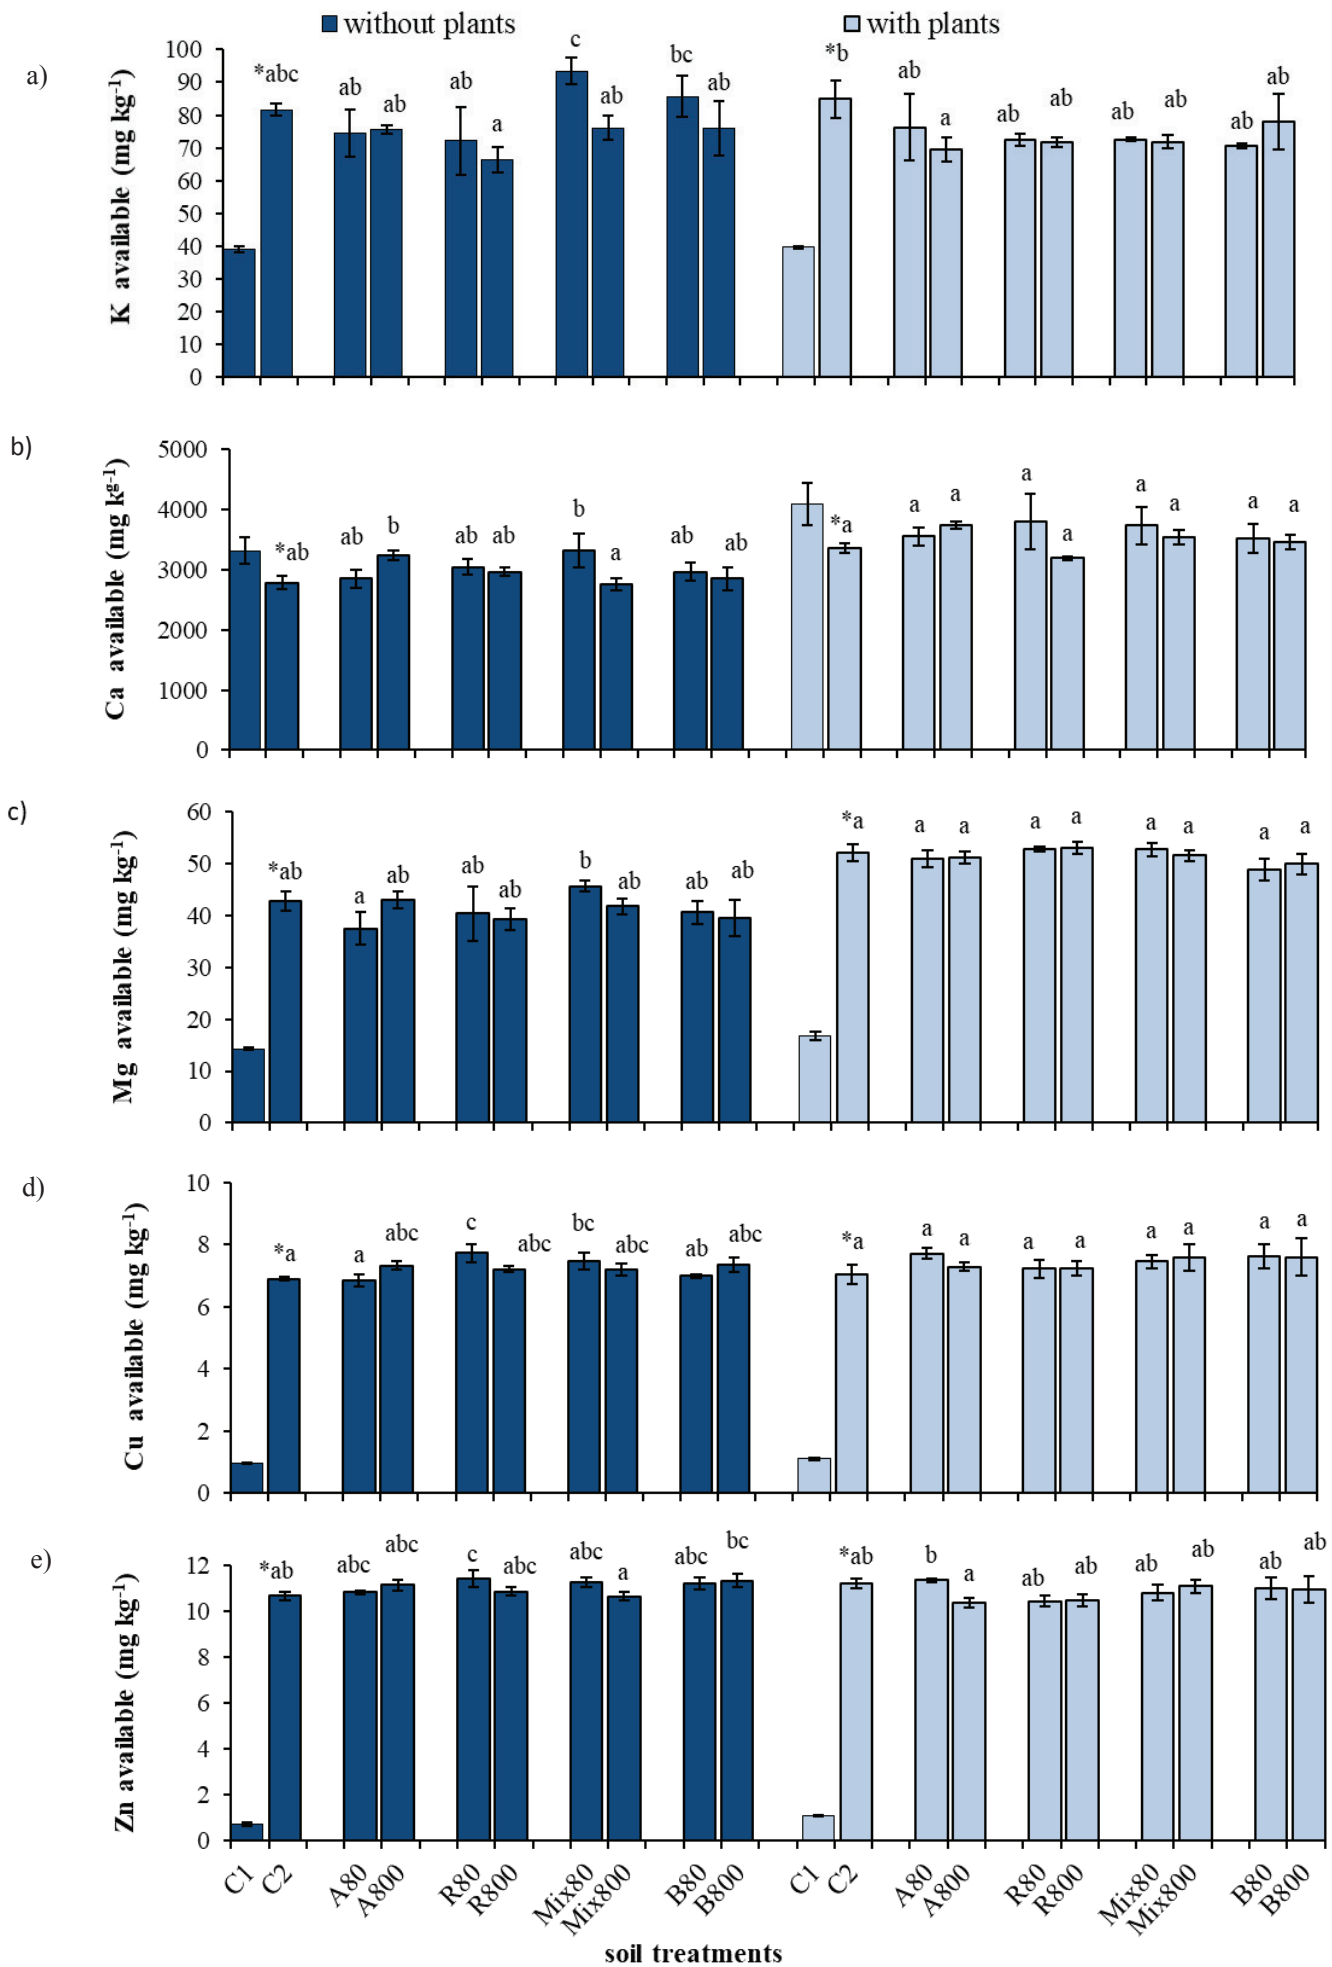 without plants
with plants
a)
K available (mg kg-1)
100
90
80
70
60
50
40
30
20
10
0
*abc
ab
ab
ab
a
c
ab
bc
ab
*b
ab
a
ab
ab
ab
ab
ab
ab
b)
Ca available (mg kg-1)
5000
4000
3000
2000
1000
0
*ab
ab
b
ab
ab
b
a
ab
ab
*a
a
a
a
a
a
a
a
a
c)
Mg available (mg kg-1)
60
50
40
30
20
10
0
*ab
a
ab
ab
ab
b
ab
ab
ab
*a
a
a
a
a
a
a
a
a
d)
Cu available (mg kg-1)
10
8
6
4
2
0
*a
a
abc
c
abc
bc
abc
ab
abc
*a
a
a
a
a
a
a
a
a
e)
Zn available (mg kg-1)
12
10
8
6
4
2
0
*ab
abc
abc
c
abc
abc
a
abc
bc
*ab
b
a
ab
ab
ab
ab
ab
ab
C1
C2
A80
A800
R80
R800
Mix80
Mix800
B80
B800
C1
C2
A80
A800
R80
R800
Mix80
Mix800
B80
B800
soil treatments